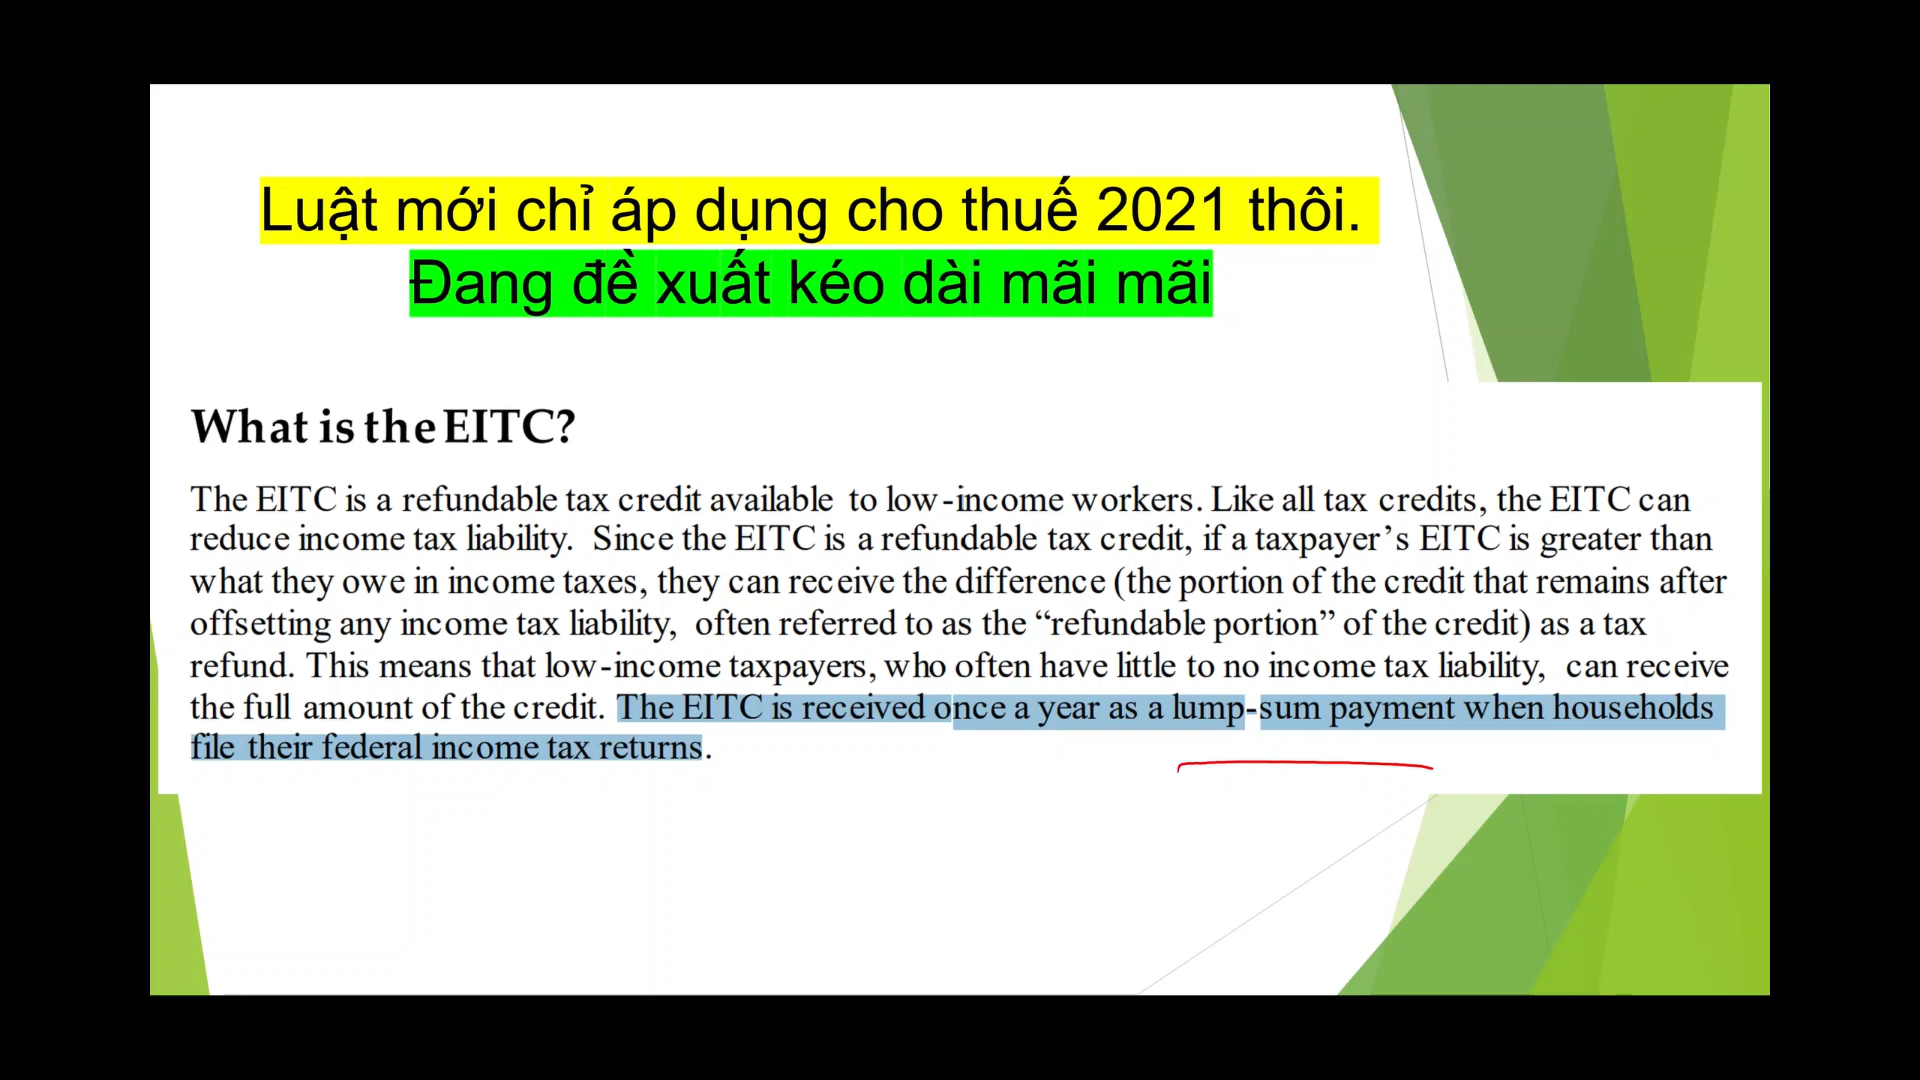 Luật mới chỉ áp dụng cho thuế 2021 thôi.
Đang đề xuất kéo dài mãi mãi
What is the EITC?
The EITC is a refundable tax credit available to low-income workers. Like all tax credits, the EITC can
reduce income tax liability. Since the EITC is a refundable tax credit, if a taxpayer’s EITC is greater than
what they owe in income taxes, they can receive the difference (the portion of the credit that remains after
offsetting any income tax liability, often referred to as the “refundable portion” of the credit) as a tax
refund. This means that low-income taxpayers, who often have little to no income tax liability, can receive
the full amount of the credit. The EITC is received once a year as a lump-sum payment when households
file their federal income tax returns.